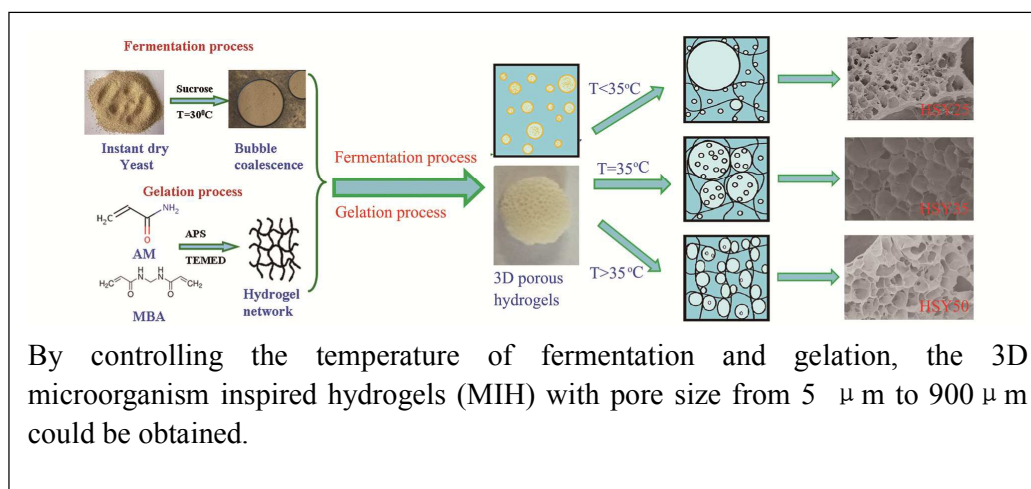 Fermentation process
Sucrose
T=30⁰C
Instant dry
Yeast
Bubble
coalescence
Gelation process
H₂C
NH₂
O
AM
APS
TEMED
H₂C
H
N
H
N
CH₂
O
O
MBA
Hydrogel
network
Fermentation process
Gelation process
3D porous
hydrogels
T<35°C
T=35°C
T>35°C
HSY25
HSY35
HSY50
By controlling the temperature of fermentation and gelation, the 3D
microorganism inspired hydrogels (MIH) with pore size from 5 μm to 900 μm
could be obtained.